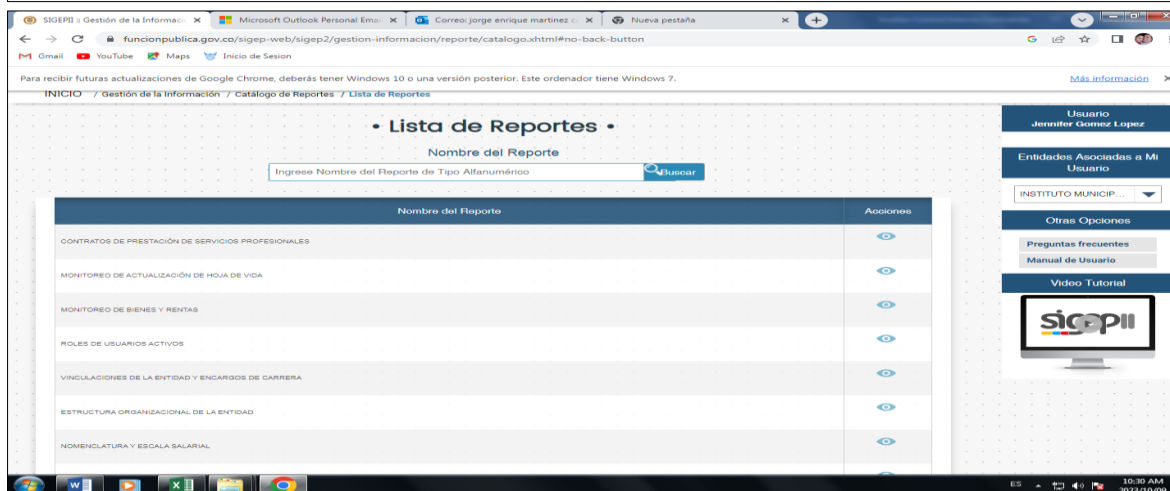 SIGEPII :: Gestión de la Informaci
Microsoft Outlook Personal Emai
Correo: jorge enrique martinez c
Nueva pestaña
funcionpublica.gov.co/sigep-web/sigep2/gestion-informacion/reporte/catalogo.xhtml#no-back-button
Gmail YouTube Maps Inicio de Sesion
Para recibir futuras actualizaciones de Google Chrome, deberás tener Windows 10 o una versión posterior. Este ordenador tiene Windows 7.
Más información
INICIO / Gestión de la Información / Catálogo de Reportes / Lista de Reportes
• Lista de Reportes •
Nombre del Reporte
Ingrese Nombre del Reporte de Tipo Alfanumérico
Buscar
Nombre del Reporte Acciones
CONTRATOS DE PRESTACIÓN DE SERVICIOS PROFESIONALES
MONITOREO DE ACTUALIZACIÓN DE HOJA DE VIDA
MONITOREO DE BIENES Y RENTAS
ROLES DE USUARIOS ACTIVOS
VINCULACIONES DE LA ENTIDAD Y ENCARGOS DE CARRERA
ESTRUCTURA ORGANIZACIONAL DE LA ENTIDAD
NOMENCLATURA Y ESCALA SALARIAL
Usuario
Jennifer Gomez Lopez
Entidades Asociadas a Mi
Usuario
INSTITUTO MUNICIP...
Otras Opciones
Preguntas frecuentes
Manual de Usuario
Video Tutorial
sigepII
ES
10:30 AM
2023/10/09